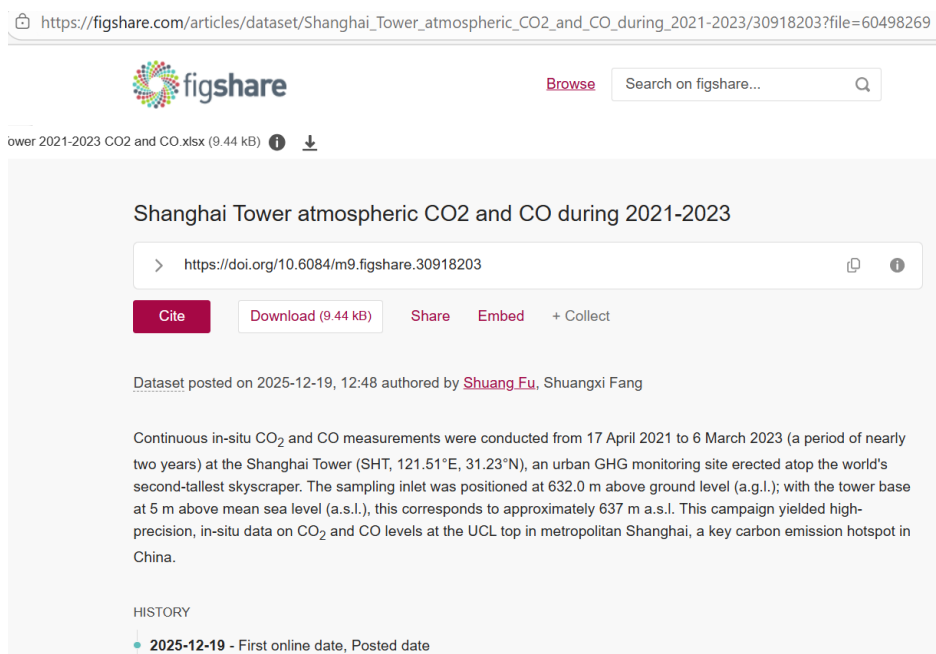 https://figshare.com/articles/dataset/Shanghai_Tower_atmospheric_CO2_and_CO_during_2021-2023/30918203?file=60498269
figshare
Browse
Search on figshare...
ower 2021-2023 CO2 and CO.xlsx (9.44 kB)
Shanghai Tower atmospheric CO2 and CO during 2021-2023
https://doi.org/10.6084/m9.figshare.30918203
Cite
Download (9.44 kB)
Share
Embed
+ Collect
Dataset posted on 2025-12-19, 12:48 authored by Shuang Fu, Shuangxi Fang
Continuous in-situ CO2 and CO measurements were conducted from 17 April 2021 to 6 March 2023 (a period of nearly
two years) at the Shanghai Tower (SHT, 121.51°E, 31.23°N), an urban GHG monitoring site erected atop the world's
second-tallest skyscraper. The sampling inlet was positioned at 632.0 m above ground level (a.g.l.); with the tower base
at 5 m above mean sea level (a.s.l.), this corresponds to approximately 637 m a.s.l. This campaign yielded high-
precision, in-situ data on CO2 and CO levels at the UCL top in metropolitan Shanghai, a key carbon emission hotspot in
China.
HISTORY
2025-12-19 - First online date, Posted date